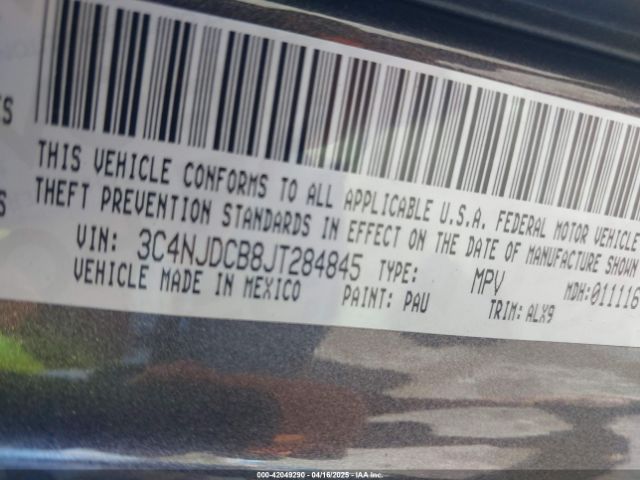 THIS VEHICLE CONFORMS TO ALL APPLICABLE U.S.A. FEDERAL MOTOR VEHICLE
THEFT PREVENTION STANDARDS IN EFFECT ON THE DATE OF MANUFACTURE SHOWN
VIN: 3C4NJDCB8JT284845 TYPE: MPV MDH:011116
VEHICLE MADE IN MEXICO PAINT: PAU TRIM: ALX9
000-42049290 - 04/16/2025 - IAA Inc.